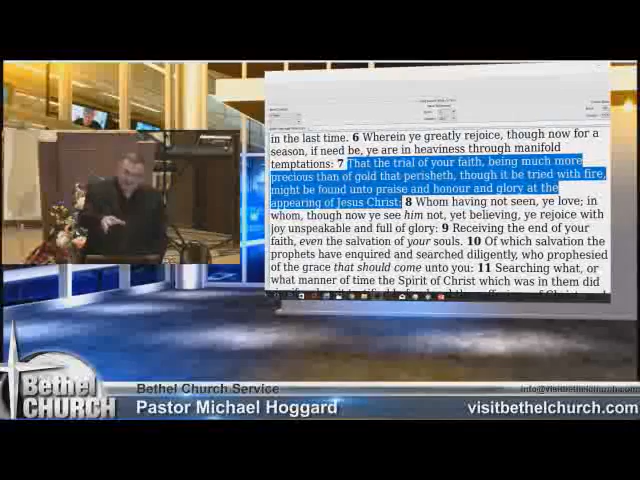 in the last time. 6 Wherein ye greatly rejoice, though now for a
season, if need be, ye are in heaviness through manifold
temptations: 7 That the trial of your faith, being much more
precious than of gold that perisheth, though it be tried with fire,
might be found unto praise and honour and glory at the
appearing of Jesus Christ: 8 Whom having not seen, ye love; in
whom, though now ye see him not, yet believing, ye rejoice with
joy unspeakable and full of glory: 9 Receiving the end of your
faith, even the salvation of your souls. 10 Of which salvation the
prophets have enquired and searched diligently, who prophesied
of the grace that should come unto you: 11 Searching what, or
what manner of time the Spirit of Christ which was in them did
Bethel
CHURCH
Bethel Church Service
info@visitbethelchurch.com
Pastor Michael Hoggard
visitbethelchurch.com